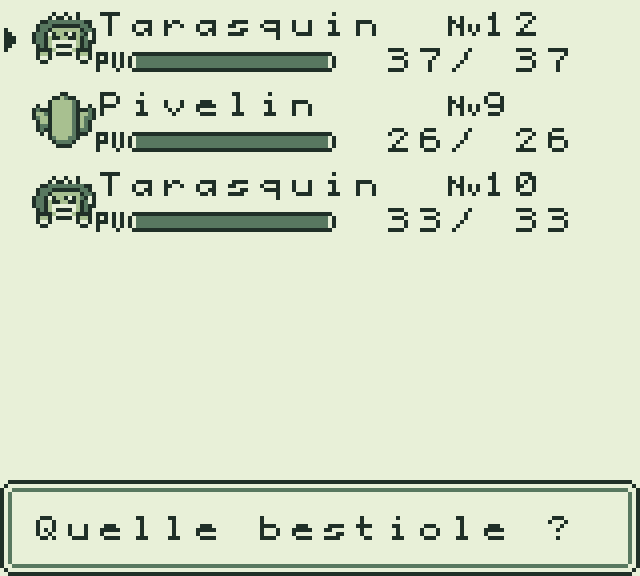 Tarasquin Nv12
PV 37/ 37
Pivelin Nv9
PV 26/ 26
Tarasquin Nv10
PV 33/ 33
Quelle bestiole ?